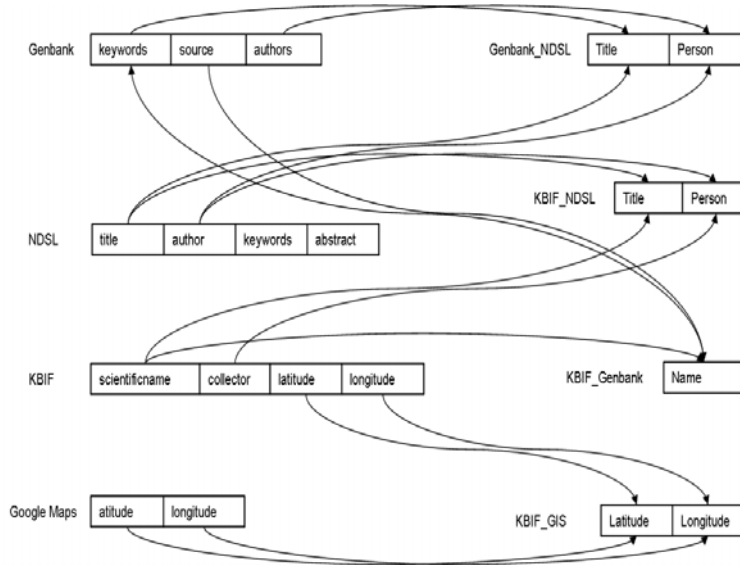 Genbank keywords source authors Genbank_NDSL Title Person
KBIF_NDSL Title Person
NDSL title author keywords abstract
KBIF scientificname collector latitude longitude KBIF_Genbank Name
Google Maps atitude longitude KBIF_GIS Latitude Longitude